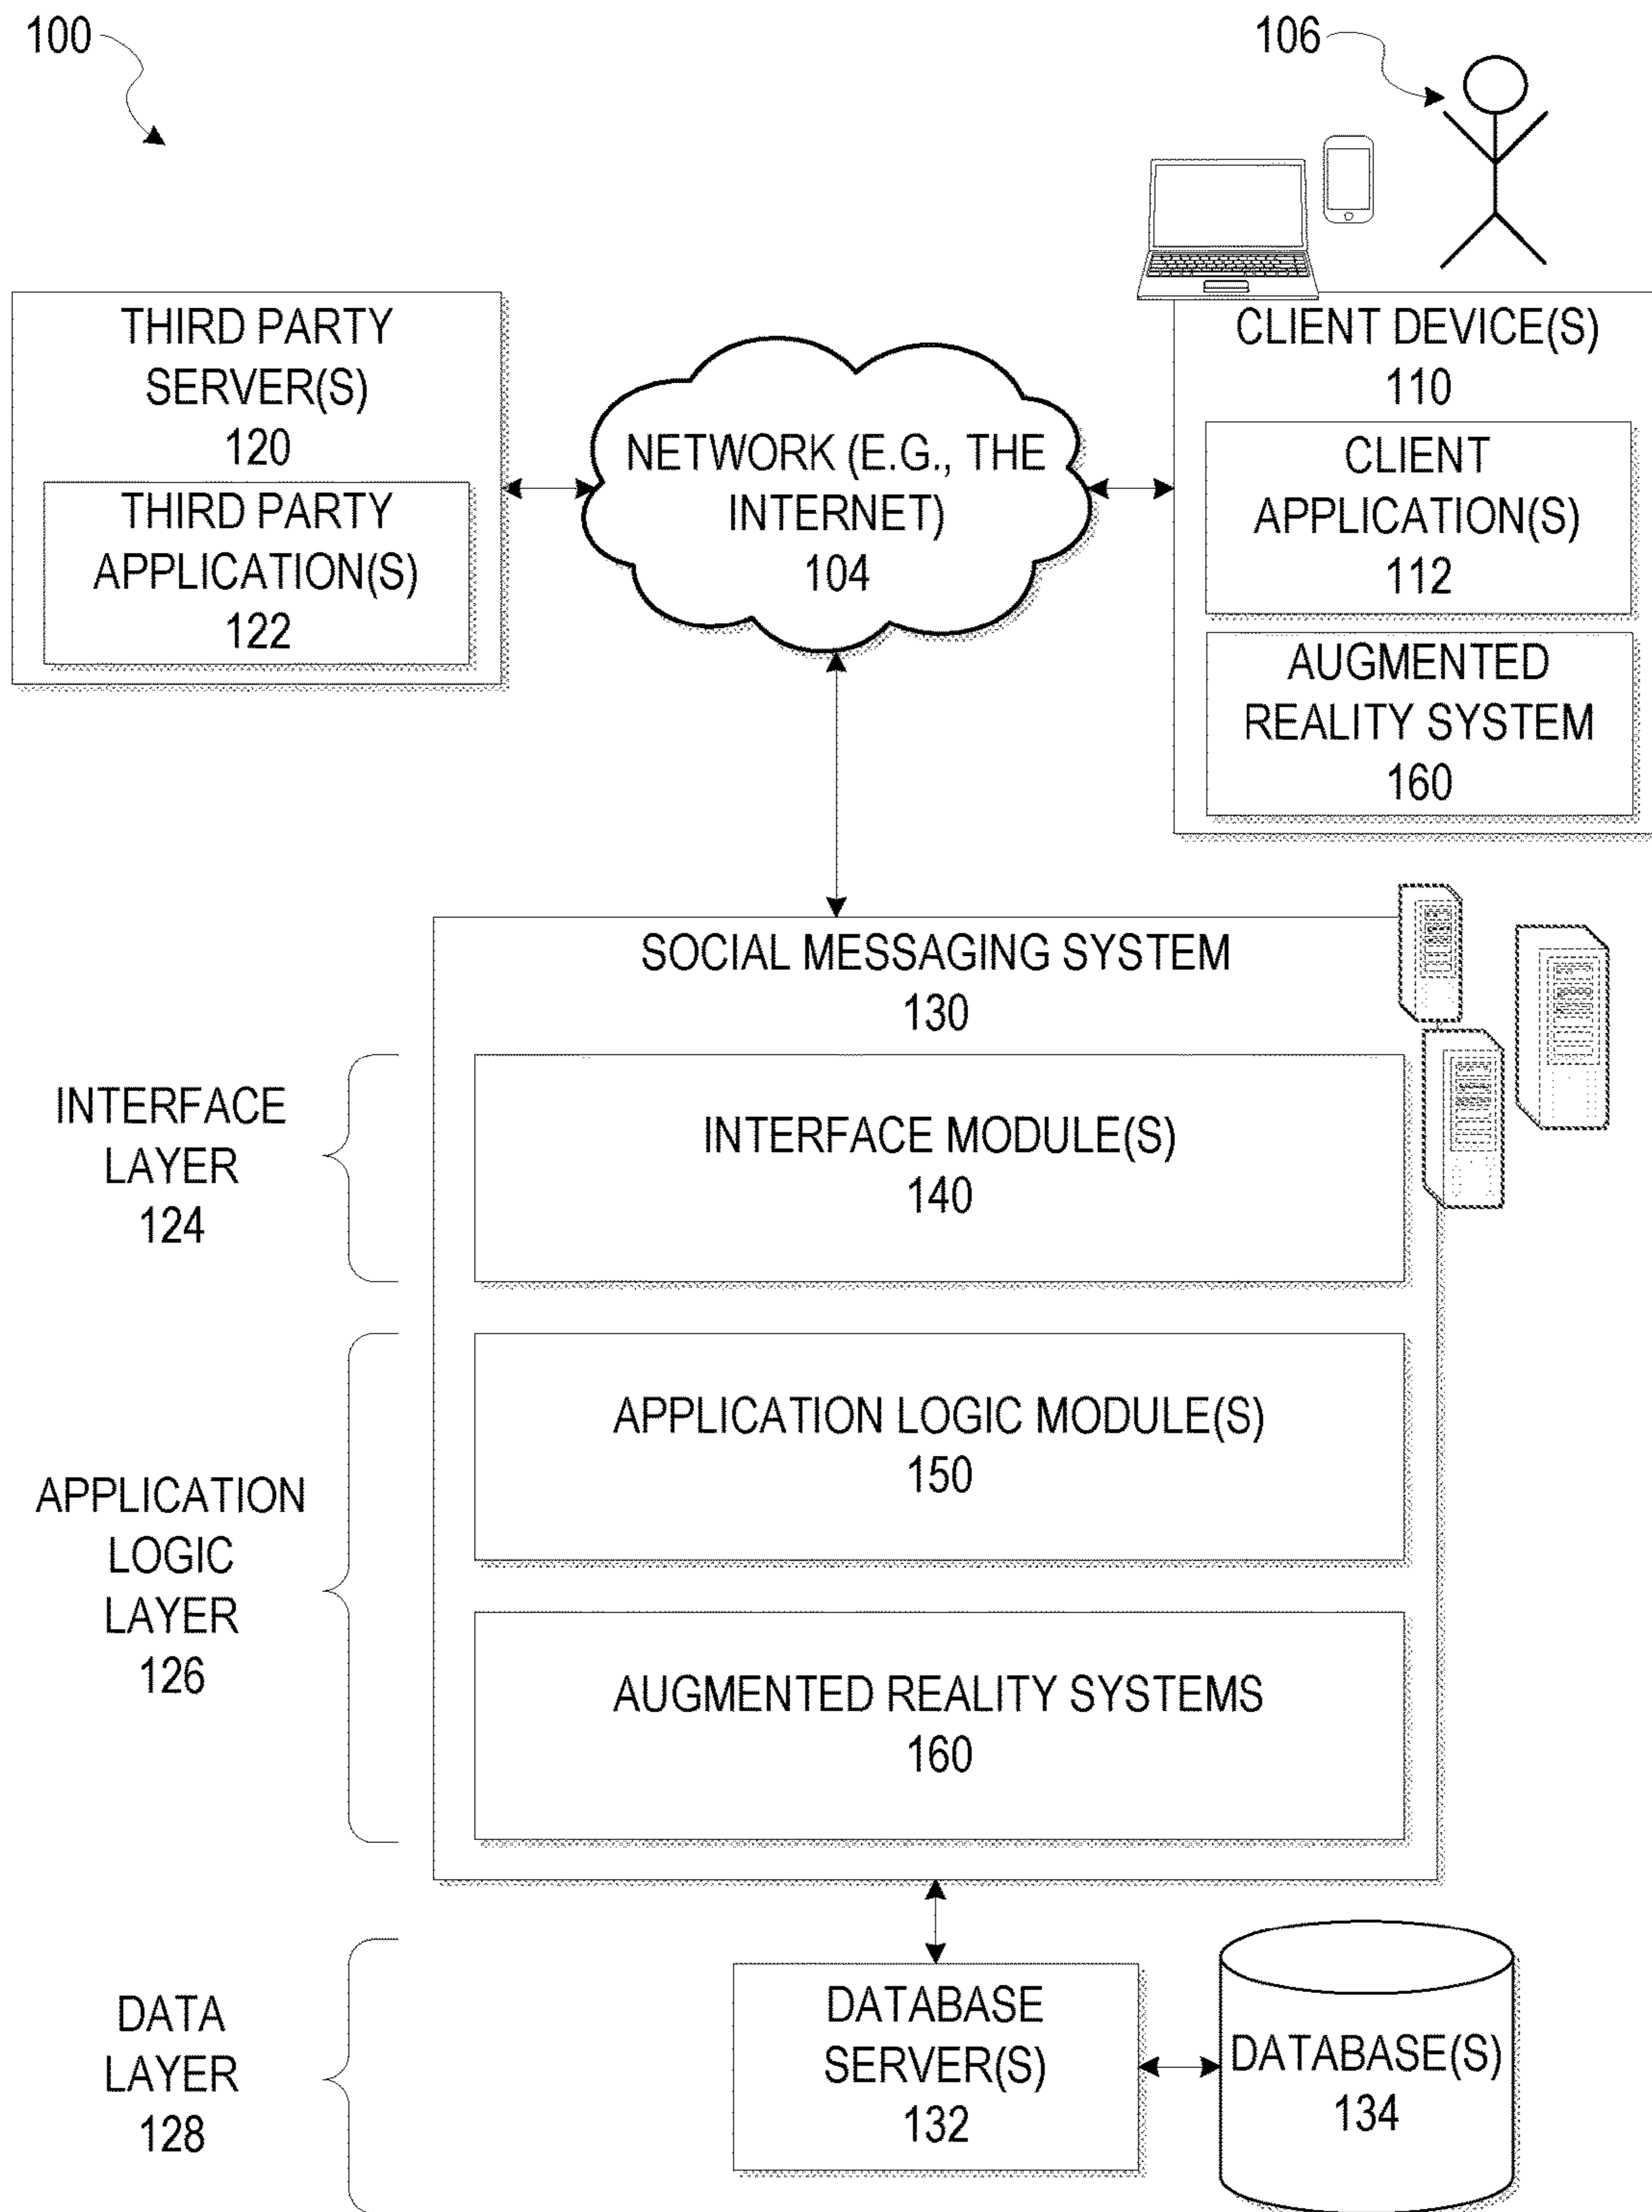 100
106
THIRD PARTY
SERVER(S)
120
THIRD PARTY
APPLICATION(S)
122
NETWORK (E.G., THE
INTERNET)
104
CLIENT DEVICE(S)
110
CLIENT
APPLICATION(S)
112
AUGMENTED
REALITY SYSTEM
160
SOCIAL MESSAGING SYSTEM
130
INTERFACE
LAYER
124
INTERFACE MODULE(S)
140
APPLICATION
LOGIC
LAYER
126
APPLICATION LOGIC MODULE(S)
150
AUGMENTED REALITY SYSTEMS
160
DATA
LAYER
128
DATABASE
SERVER(S)
132
DATABASE(S)
134